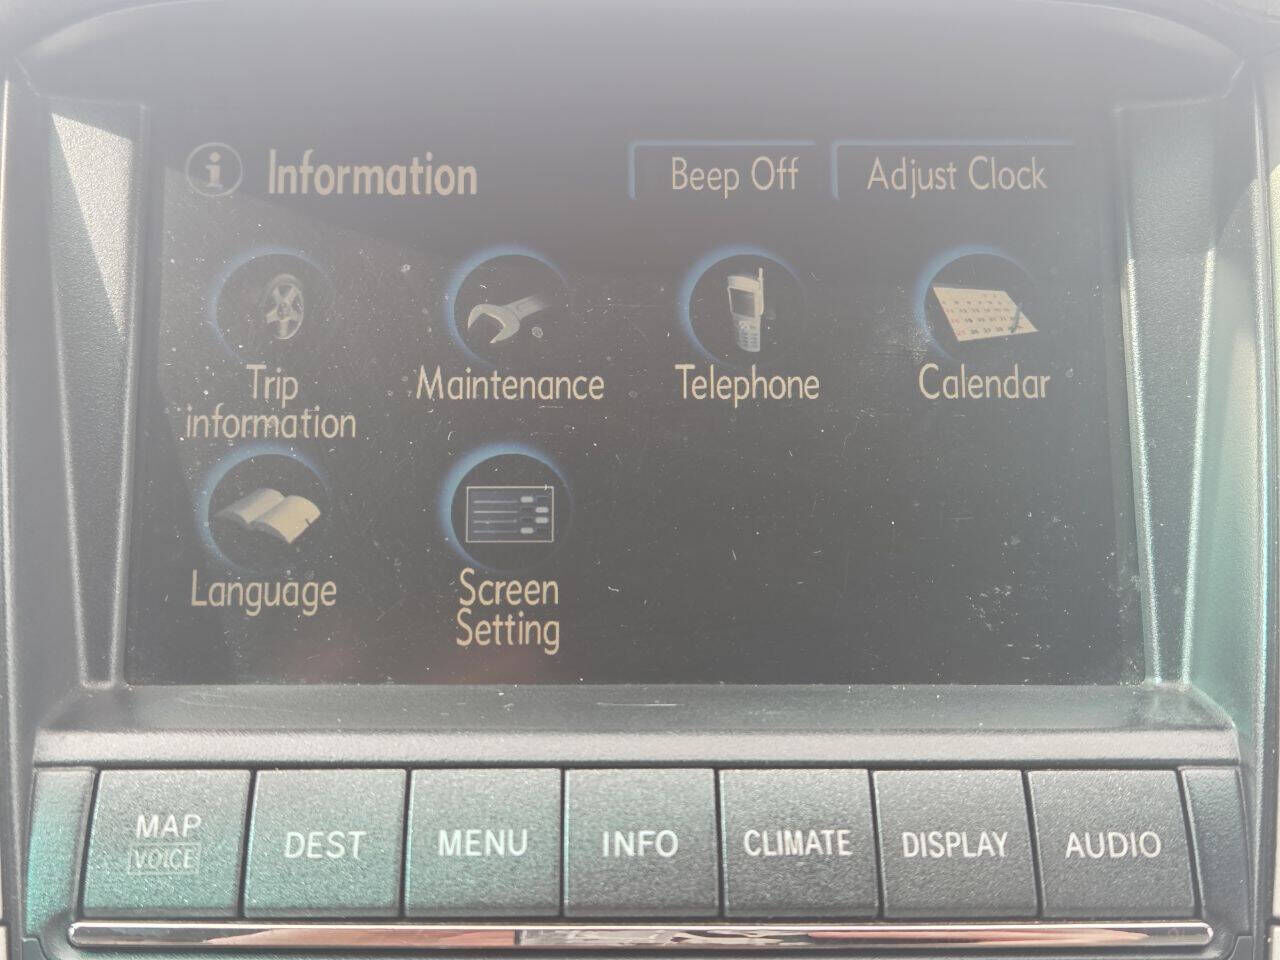 i Information
Beep Off
Adjust Clock
Trip
information
Maintenance
Telephone
Calendar
Language
Screen
Setting
MAP
VOICE
DEST
MENU
INFO
CLIMATE
DISPLAY
AUDIO